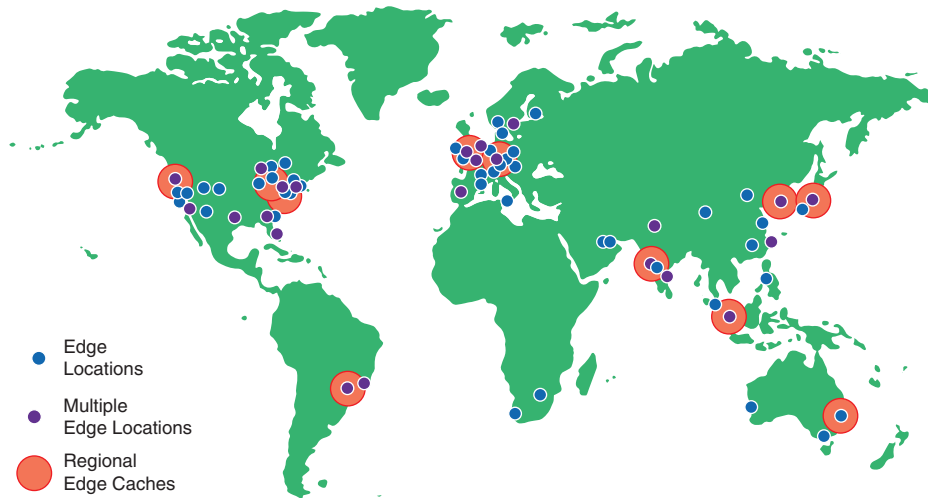 Edge
Locations
Multiple
Edge Locations
Regional
Edge Caches